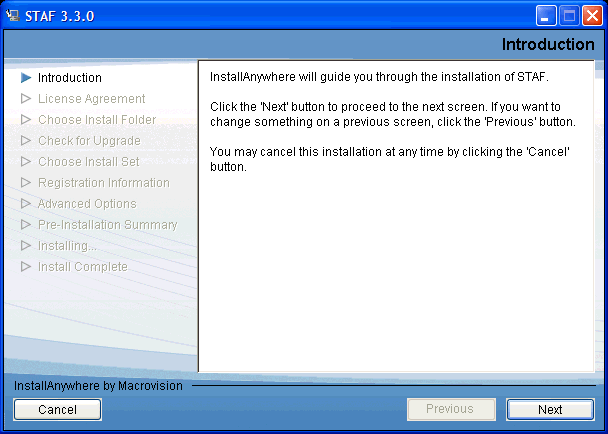 STAF 3.3.0
Introduction
Introduction
License Agreement
Choose Install Folder
Check for Upgrade
Choose Install Set
Registration Information
Advanced Options
Pre-Installation Summary
Installing...
Install Complete
InstallAnywhere will guide you through the installation of STAF.
Click the 'Next' button to proceed to the next screen. If you want to
change something on a previous screen, click the 'Previous' button.
You may cancel this installation at any time by clicking the 'Cancel'
button.
InstallAnywhere by Macrovision
Cancel
Previous
Next